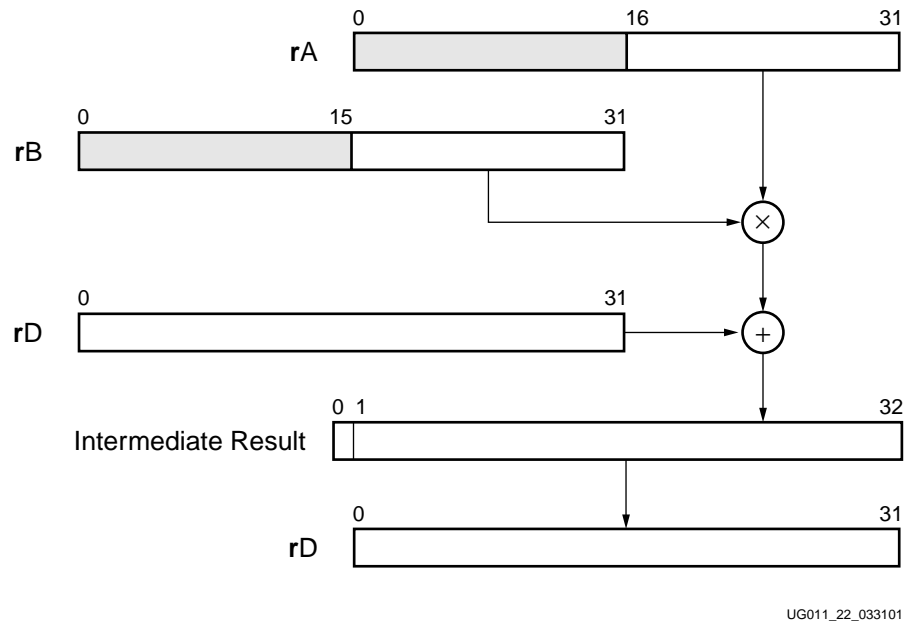 0 16 31
rA
0 15 31
rB
×
0 31
rD
+
0 1 32
Intermediate Result
0 31
rD
UG011_22_033101